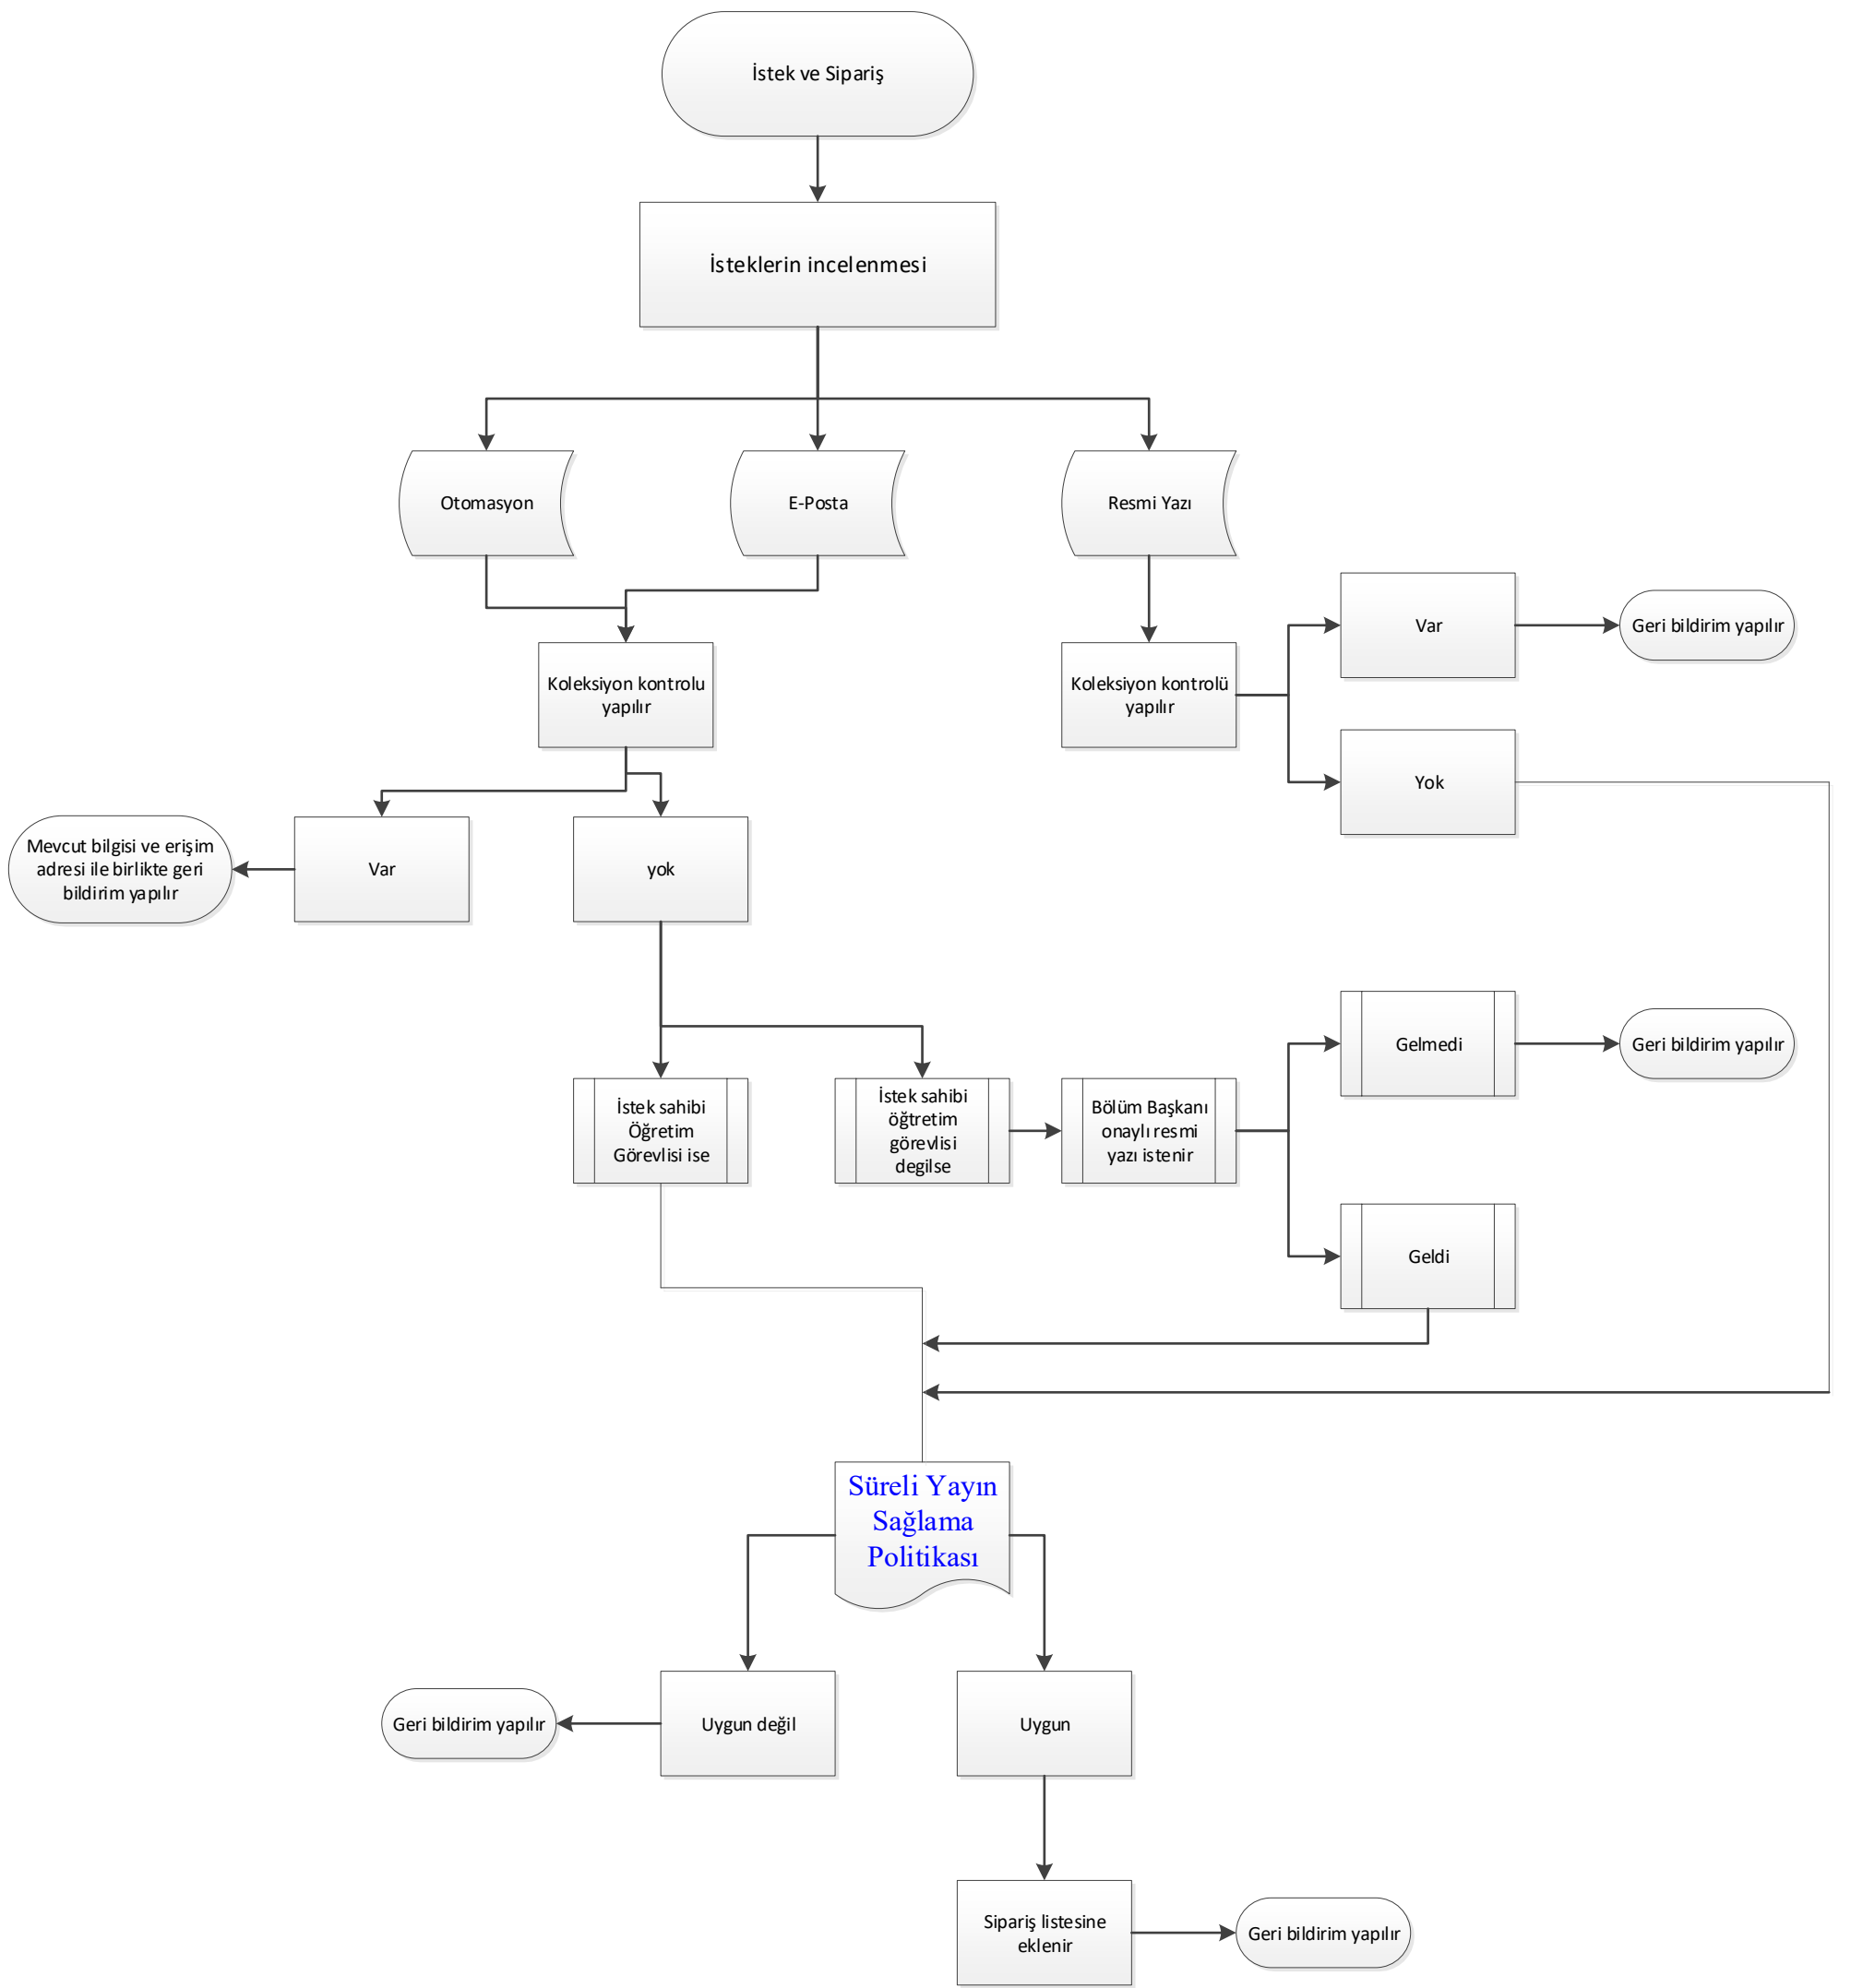 İstek ve Sipariş
İsteklerin incelenmesi
Otomasyon
E-Posta
Resmi Yazı
Var
Geri bildirim yapılır
Koleksiyon kontrolu
yapılır
Koleksiyon kontrolü
yapılır
Yok
Mevcut bilgisi ve erişim
adresi ile birlikte geri
bildirim yapılır
Var
yok
Gelmedi
Geri bildirim yapılır
İstek sahibi
Öğretim
Görevlisi ise
İstek sahibi
öğtretim
görevlisi
degilse
Bölüm Başkanı
onaylı resmi
yazı istenir
Geldi
Süreli Yayın
Sağlama
Politikası
Geri bildirim yapılır
Uygun değil
Uygun
Sipariş listesine
eklenir
Geri bildirim yapılır